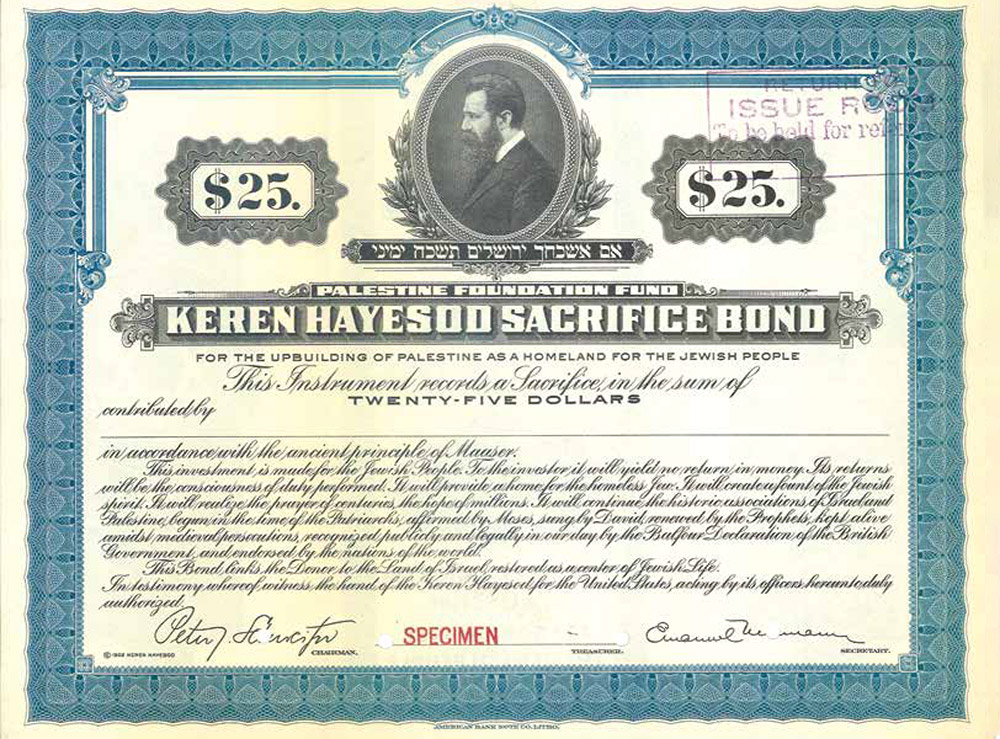 RETURN
ISSUE
To be held for
$25.
$25.
אם אשכחך ירושלים תשכח ימיני
PALESTINE FOUNDATION FUND
KEREN HAYESOD SACRIFICE BOND
FOR THE UPBUILDING OF PALESTINE AS A HOMELAND FOR THE JEWISH PEOPLE
This Instrument records a Sacrifice, in the sum of
TWENTY-FIVE DOLLARS
contributed by
in accordance with the ancient principle of Maaser.
This investment is made for the Jewish People. To the investor it will yield no return in money. Its returns
will be the consciousness of duty performed. It will provide a home for the homeless Jew. It will create a fount of the Jewish
spirit. It will realize the prayer of centuries, the hope of millions. It will continue the historic associations of Israel and
Palestine, begun in the time of the Patriarchs, affirmed by Moses, sung by David, renewed by the Prophets, kept alive
amidst medieval persecutions, recognized publicly and legally in our day by the Balfour Declaration of the British
Government, and endorsed by the nations of the world.
This Bond links the Donor to the Land of Israel, restored as a center of Jewish Life.
In testimony whereof witness the hand of the Keren Hayesod for the United States, acting by its officers hereunto duly
authorized.
Peter J. Schweitzer
SPECIMEN
Emanuel Neumann
© 1922 KEREN HAYESOD
CHAIRMAN.
TREASURER.
SECRETARY.
AMERICAN BANK NOTE CO. LITHO.